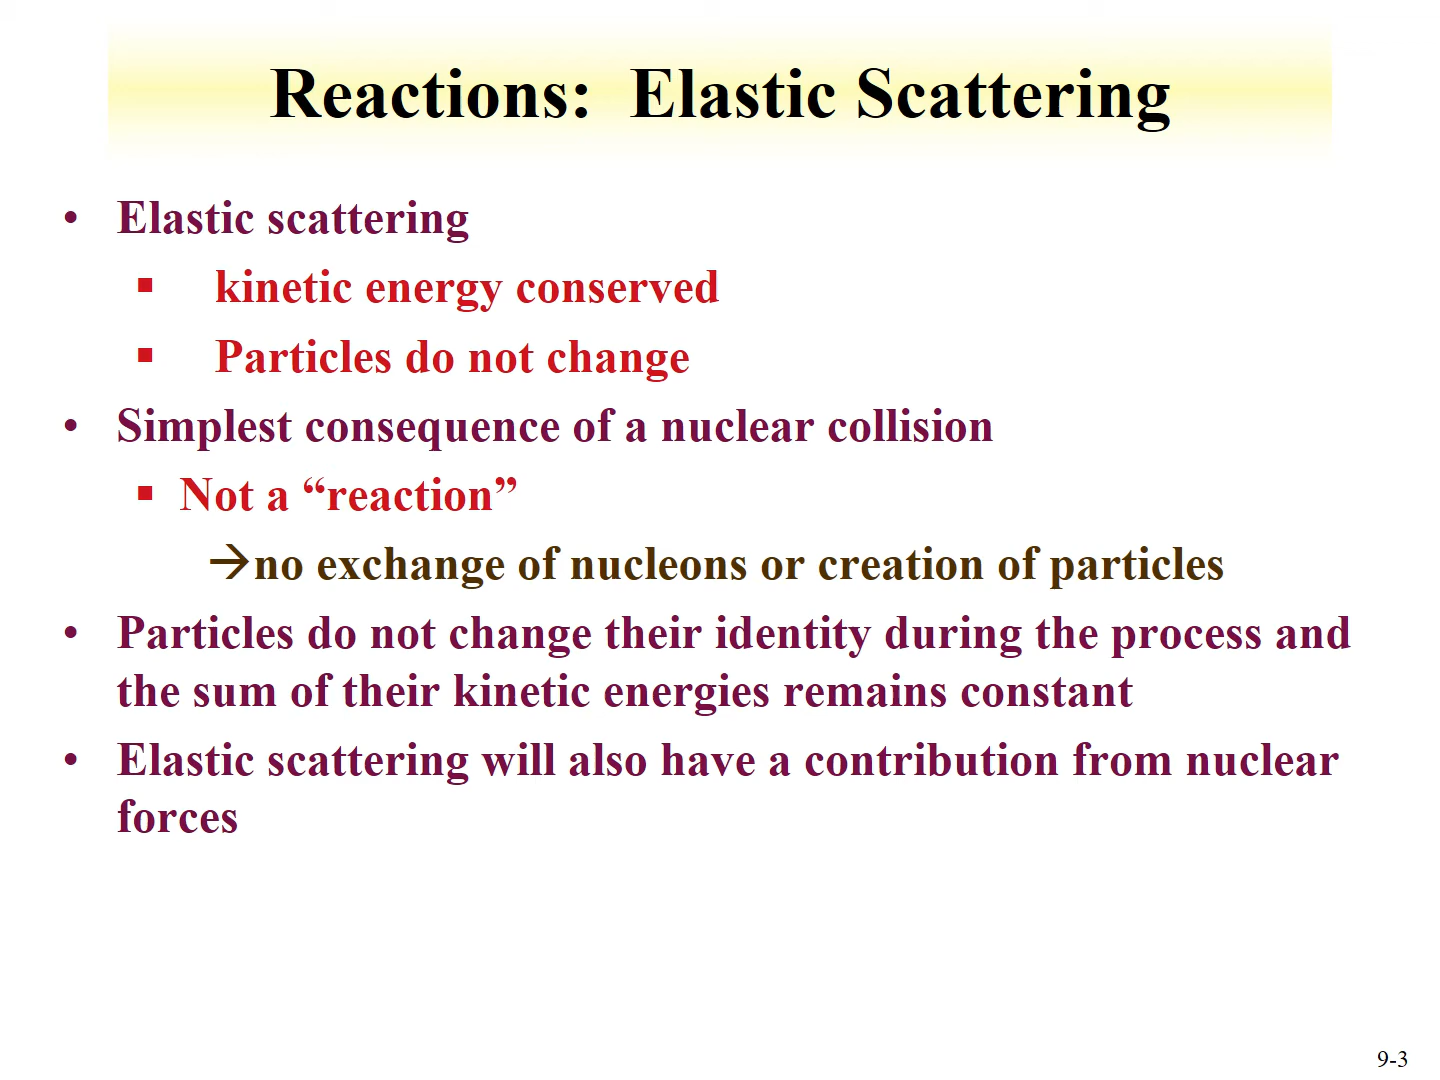 Reactions: Elastic Scattering
• Elastic scattering
▪ kinetic energy conserved
▪ Particles do not change
• Simplest consequence of a nuclear collision
▪ Not a “reaction”
→no exchange of nucleons or creation of particles
• Particles do not change their identity during the process and
the sum of their kinetic energies remains constant
• Elastic scattering will also have a contribution from nuclear
forces
9-3